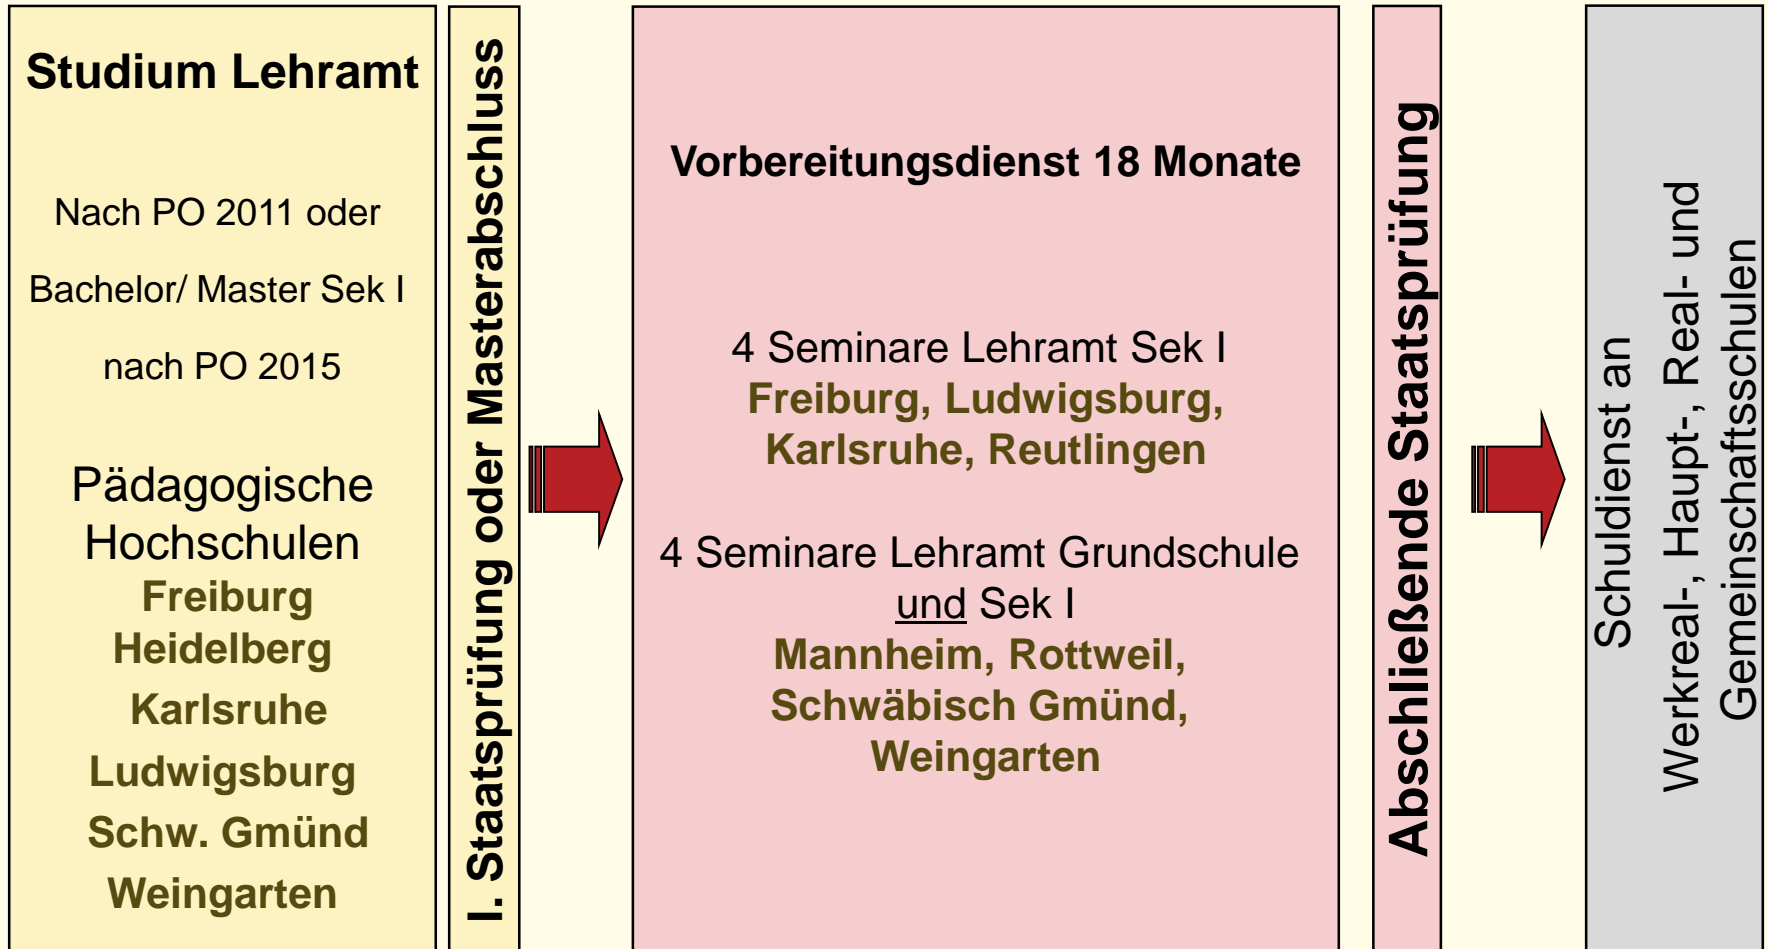 Studium Lehramt
Nach PO 2011 oder
Bachelor/ Master Sek I
nach PO 2015
Pädagogische
Hochschulen
Freiburg
Heidelberg
Karlsruhe
Ludwigsburg
Schw. Gmünd
Weingarten
I. Staatsprüfung oder Masterabschluss
Vorbereitungsdienst 18 Monate
4 Seminare Lehramt Sek I
Freiburg, Ludwigsburg,
Karlsruhe, Reutlingen
4 Seminare Lehramt Grundschule
und Sek I
Mannheim, Rottweil,
Schwäbisch Gmünd,
Weingarten
Abschließende Staatsprüfung
Schuldienst an
Werkreal-, Haupt-, Real- und
Gemeinschaftsschulen